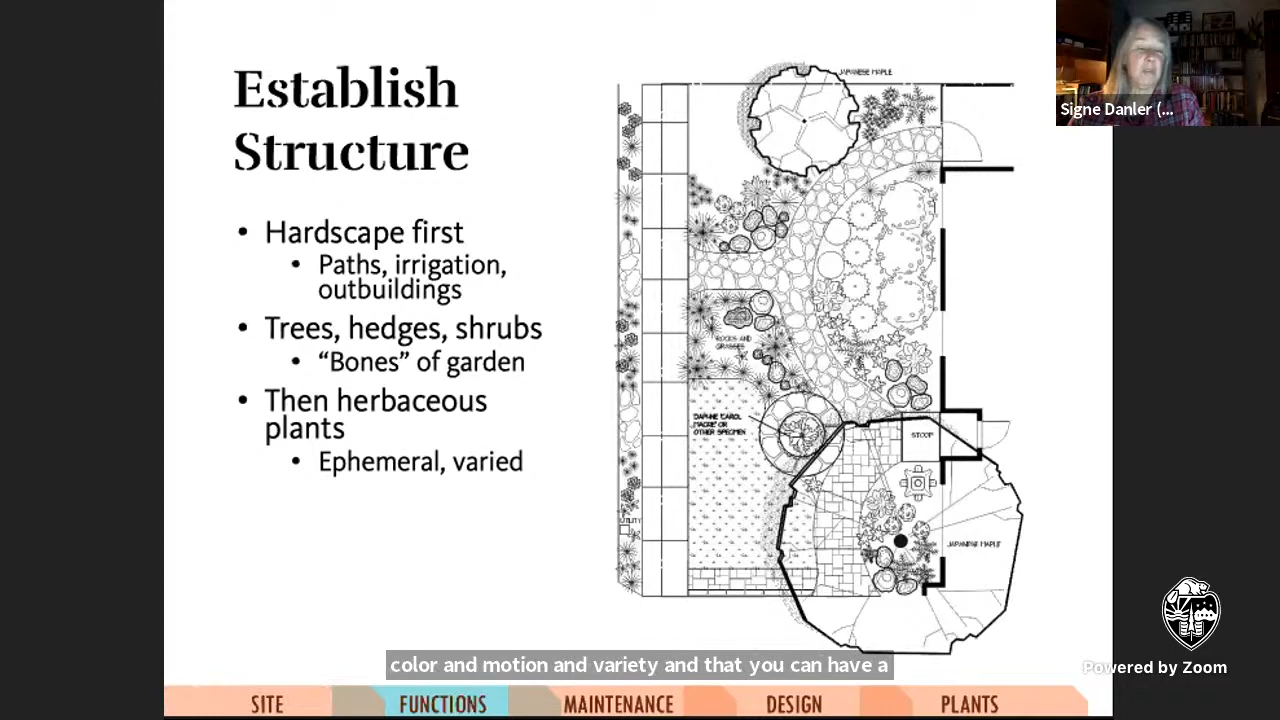 Establish
Structure
• Hardscape first
• Paths, irrigation,
outbuildings
• Trees, hedges, shrubs
• “Bones” of garden
• Then herbaceous
plants
• Ephemeral, varied
JAPANESE MAPLE
ROCKS AND
GRASSES
DAPHNE 'CAROL
MACKIE' OR
OTHER SPECIMEN
STOOP
UTILITY
JAPANESE MAPLE
Signe Danler (...
color and motion and variety and that you can have a
Powered by Zoom
SITE
FUNCTIONS
MAINTENANCE
DESIGN
PLANTS